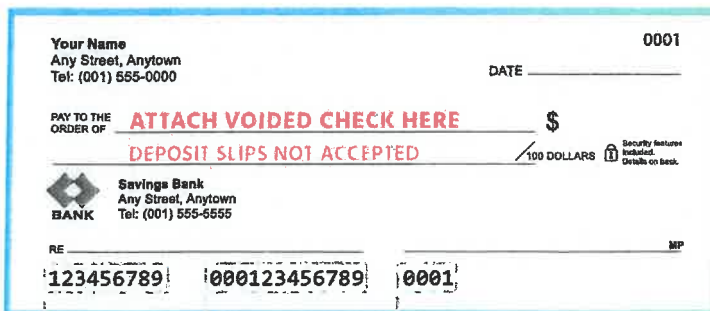 Your Name
0001
Any Street, Anytown
Tel: (001) 555-0000
DATE
PAY TO THE
ORDER OF
ATTACH VOIDED CHECK HERE
$
DEPOSIT SLIPS NOT ACCEPTED
/100 DOLLARS
Security features
included.
Details on back.
Savings Bank
Any Street, Anytown
BANK
Tel: (001) 555-5555
RE
MP
123456789 000123456789 0001